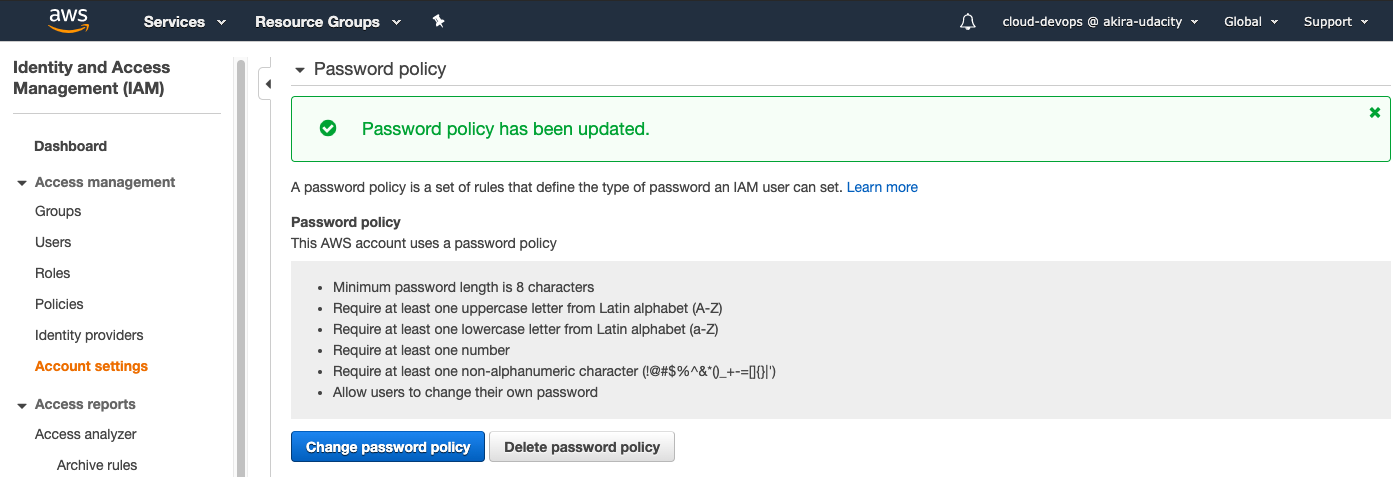 aws Services Resource Groups cloud-devops @ akira-udacity Global Support
Identity and Access
Management (IAM)
Dashboard
Access management
Groups
Users
Roles
Policies
Identity providers
Account settings
Access reports
Access analyzer
Archive rules
Password policy
Password policy has been updated.
A password policy is a set of rules that define the type of password an IAM user can set. Learn more
Password policy
This AWS account uses a password policy
• Minimum password length is 8 characters
• Require at least one uppercase letter from Latin alphabet (A-Z)
• Require at least one lowercase letter from Latin alphabet (a-Z)
• Require at least one number
• Require at least one non-alphanumeric character (!@#$%^&*()_+-=[]{}|')
• Allow users to change their own password
Change password policy Delete password policy